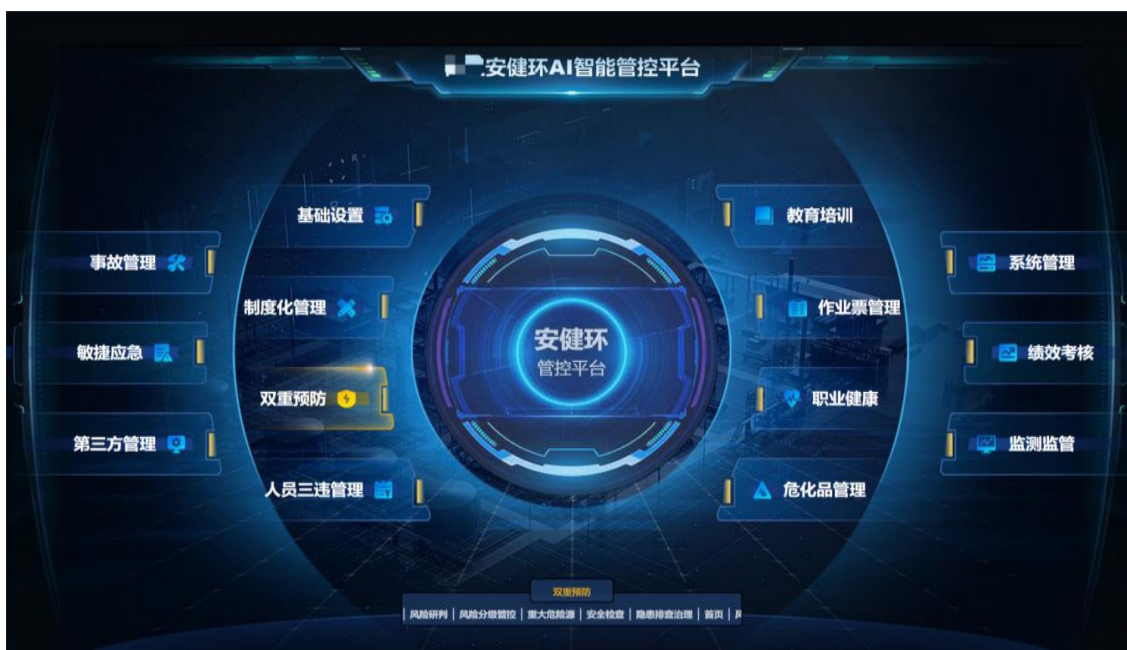 安健环AI智能管控平台
基础设置
教育培训
事故管理
系统管理
制度化管理
作业票管理
安健环
管控平台
敏捷应急
绩效考核
双重预防
职业健康
第三方管理
监测监管
人员三违管理
危化品管理
双重预防
风险研判 | 风险分级管控 | 重大危险源 | 安全检查 | 隐患排查治理 | 首页